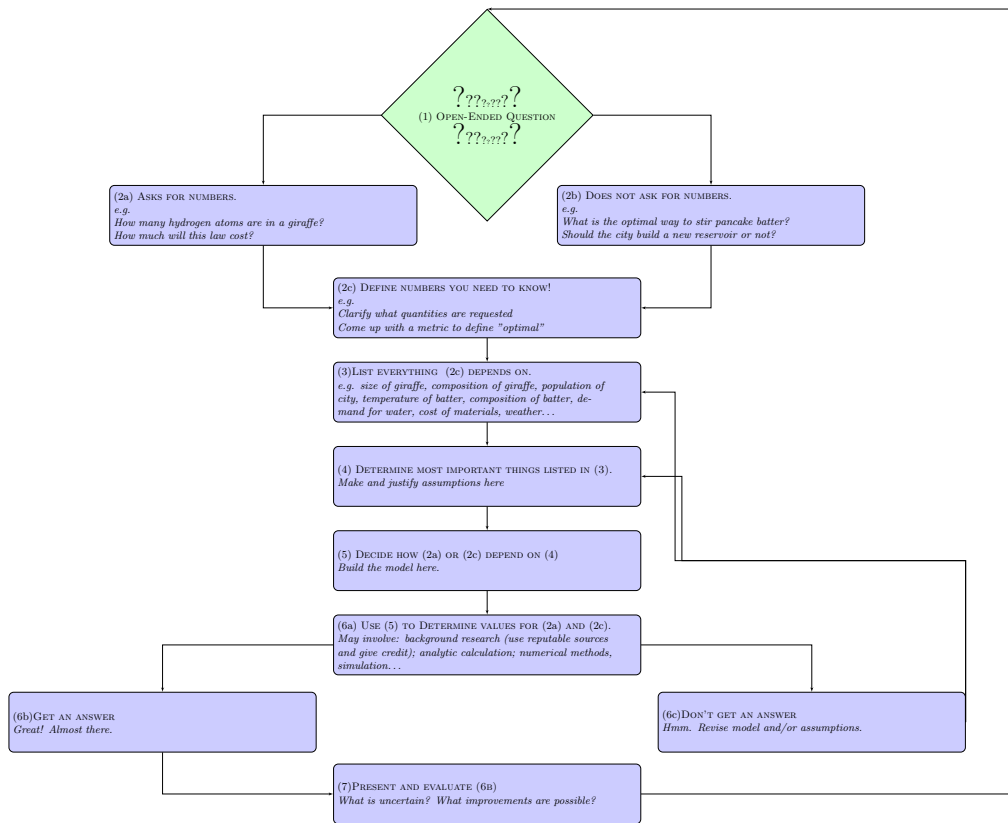 ?????????
(1) Open-Ended Question
?????????
(2a) Asks for numbers.
e.g.
How many hydrogen atoms are in a giraffe?
How much will this law cost?
(2b) Does not ask for numbers.
e.g.
What is the optimal way to stir pancake batter?
Should the city build a new reservoir or not?
(2c) Define numbers you need to know!
e.g.
Clarify what quantities are requested
Come up with a metric to define ”optimal”
(3)List everything (2c) depends on.
e.g. size of giraffe, composition of giraffe, population of
city, temperature of batter, composition of batter, de-
mand for water, cost of materials, weather...
(4) Determine most important things listed in (3).
Make and justify assumptions here
(5) Decide how (2a) or (2c) depend on (4)
Build the model here.
(6a) Use (5) to Determine values for (2a) and (2c).
May involve: background research (use reputable sources
and give credit); analytic calculation; numerical methods,
simulation...
(6b)Get an answer
Great! Almost there.
(6c)Don't get an answer
Hmm. Revise model and/or assumptions.
(7)Present and evaluate (6b)
What is uncertain? What improvements are possible?